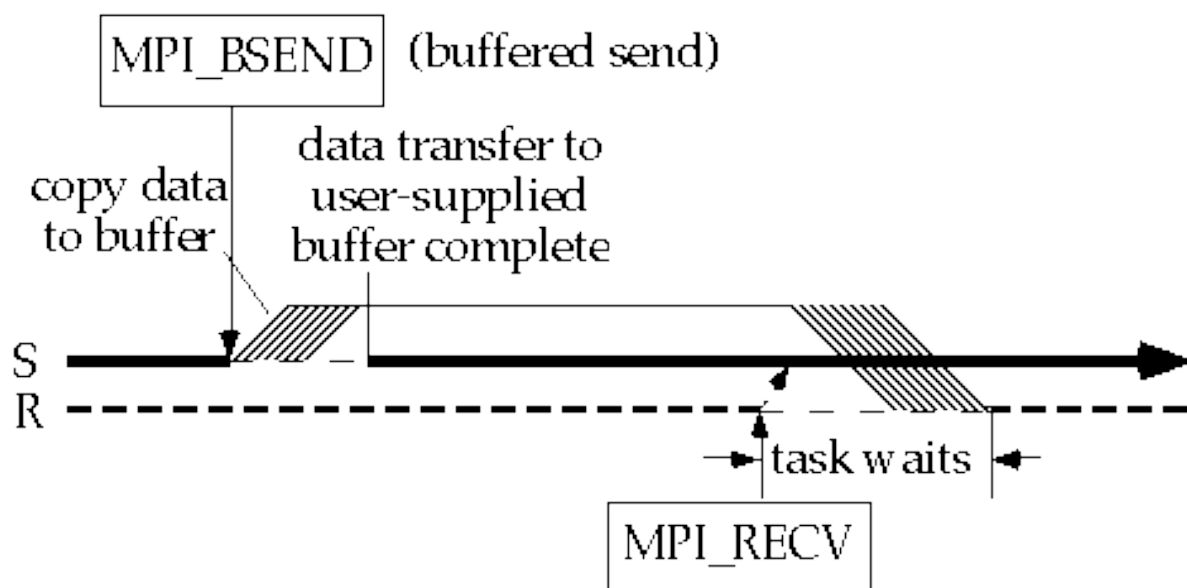 MPI_BSEND (buffered send)
data transfer to
user-supplied
buffer complete
copy data
to buffer
S
R
task waits
MPI_RECV